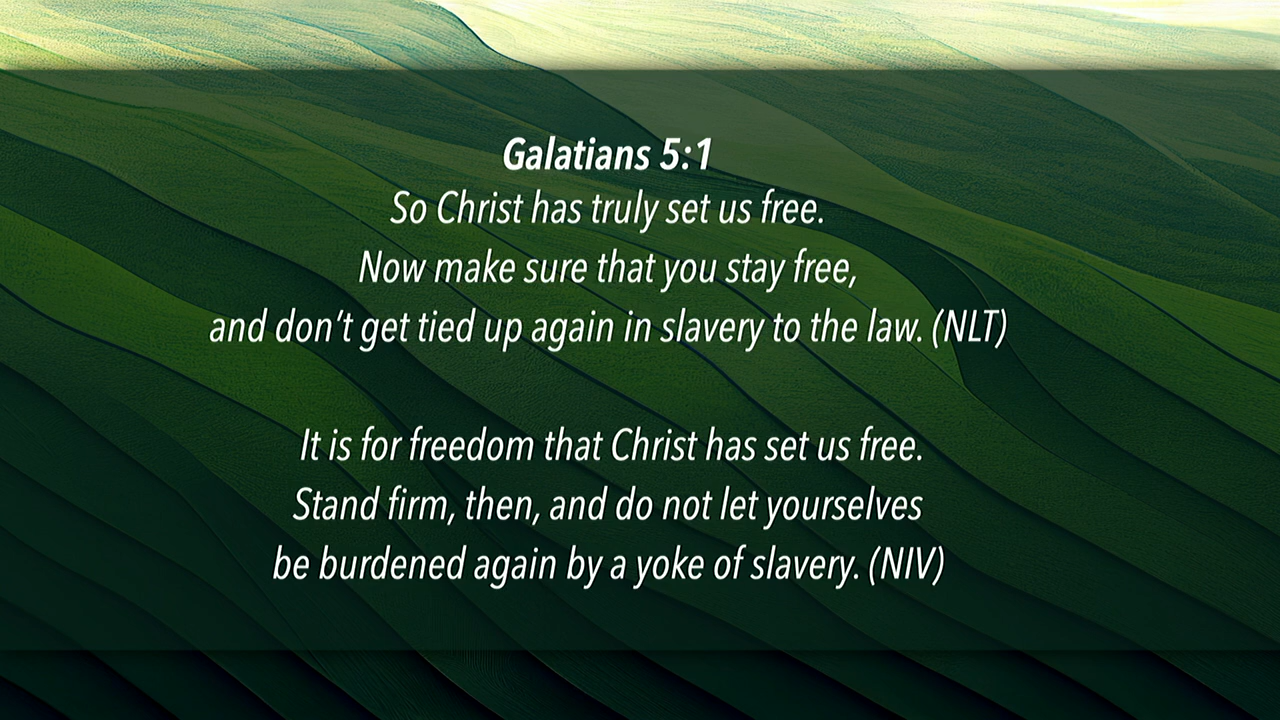 Galatians 5:1
So Christ has truly set us free.
Now make sure that you stay free,
and don’t get tied up again in slavery to the law. (NLT)
It is for freedom that Christ has set us free.
Stand firm, then, and do not let yourselves
be burdened again by a yoke of slavery. (NIV)